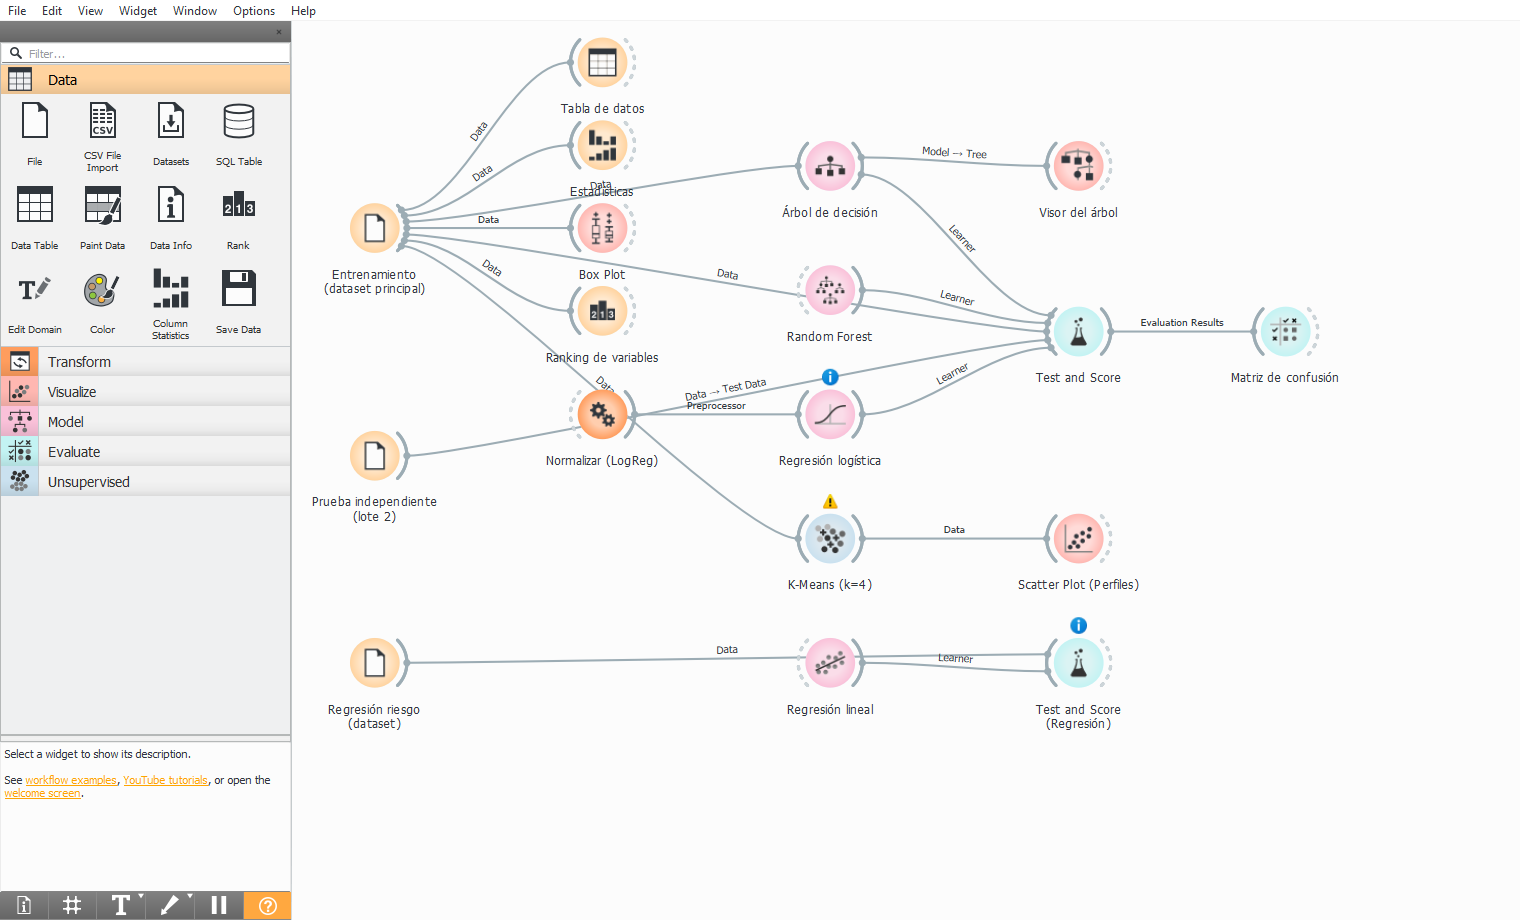 File Edit View Widget Window Options Help
Filter...
Data
File
CSV File
Import
Datasets
SQL Table
Data Table
Paint Data
Data Info
Rank
Edit Domain
Color
Column
Statistics
Save Data
Transform
Visualize
Model
Evaluate
Unsupervised
Select a widget to show its description.
See workflow examples, YouTube tutorials, or open the
welcome screen.
Tabla de datos
Data
Data
Data
Estadísticas
Data
Entrenamiento
(dataset principal)
Box Plot
Data
Ranking de variables
Data
Árbol de decisión
Model → Tree
Visor del árbol
Learner
Data
Random Forest
Learner
Test and Score
Evaluation Results
Matriz de confusión
Data → Test Data
Preprocessor
Learner
Normalizar (LogReg)
Regresión logística
Prueba independiente
(lote 2)
K-Means (k=4)
Data
Scatter Plot (Perfiles)
Regresión riesgo
(dataset)
Data
Regresión lineal
Learner
Test and Score
(Regresión)